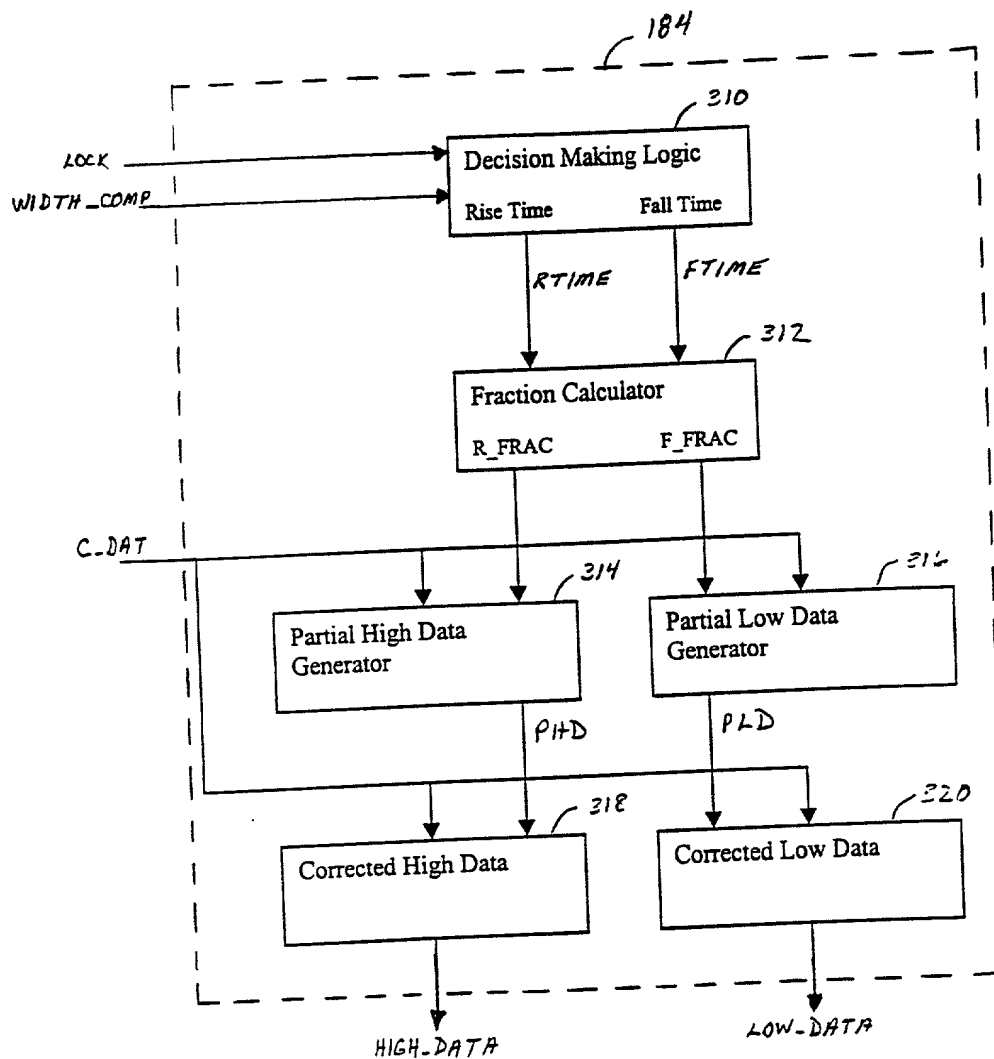 184
310
LOCK
Decision Making Logic
WIDTH_COMP
Rise Time Fall Time
RTIME FTIME
312
Fraction Calculator
R_FRAC F_FRAC
C_DAT
314
316
Partial High Data
Generator
Partial Low Data
Generator
PHD PLD
318
320
Corrected High Data
Corrected Low Data
HIGH_DATA
LOW_DATA